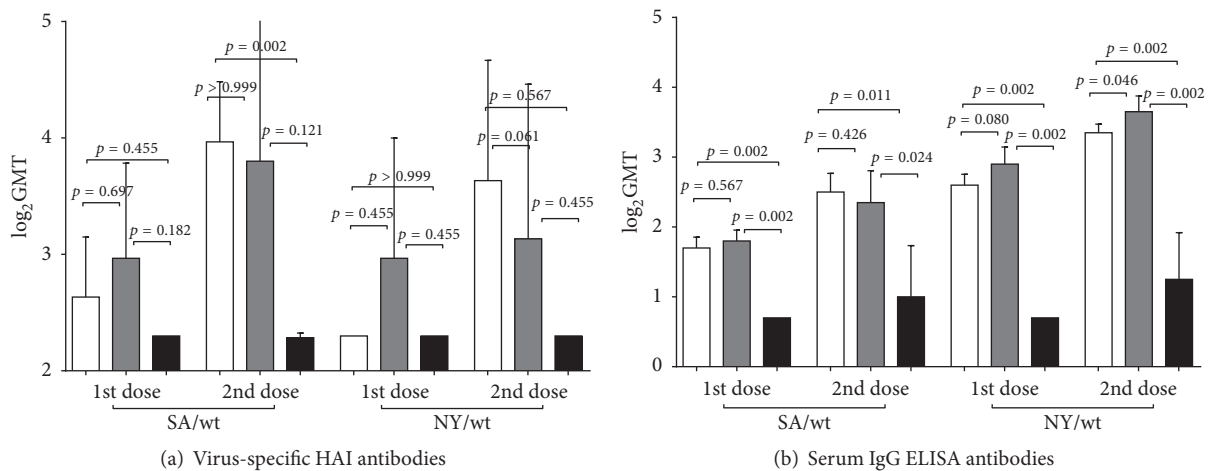 5
4
3
2
log2 GMT
p = 0.002
p > 0.999
p = 0.567
p = 0.121
p = 0.061
p = 0.455
p > 0.999
p = 0.697
p = 0.455
p = 0.455
p = 0.182
p = 0.455
1st dose 2nd dose 1st dose 2nd dose
SA/wt NY/wt
(a) Virus-specific HAI antibodies
5
4
3
2
1
0
log2 GMT
p = 0.002
p = 0.046
p = 0.002
p = 0.011
p = 0.002
p = 0.080
p = 0.426
p = 0.002
p = 0.002
p = 0.024
p = 0.567
p = 0.002
1st dose 2nd dose 1st dose 2nd dose
SA/wt NY/wt
(b) Serum IgG ELISA antibodies